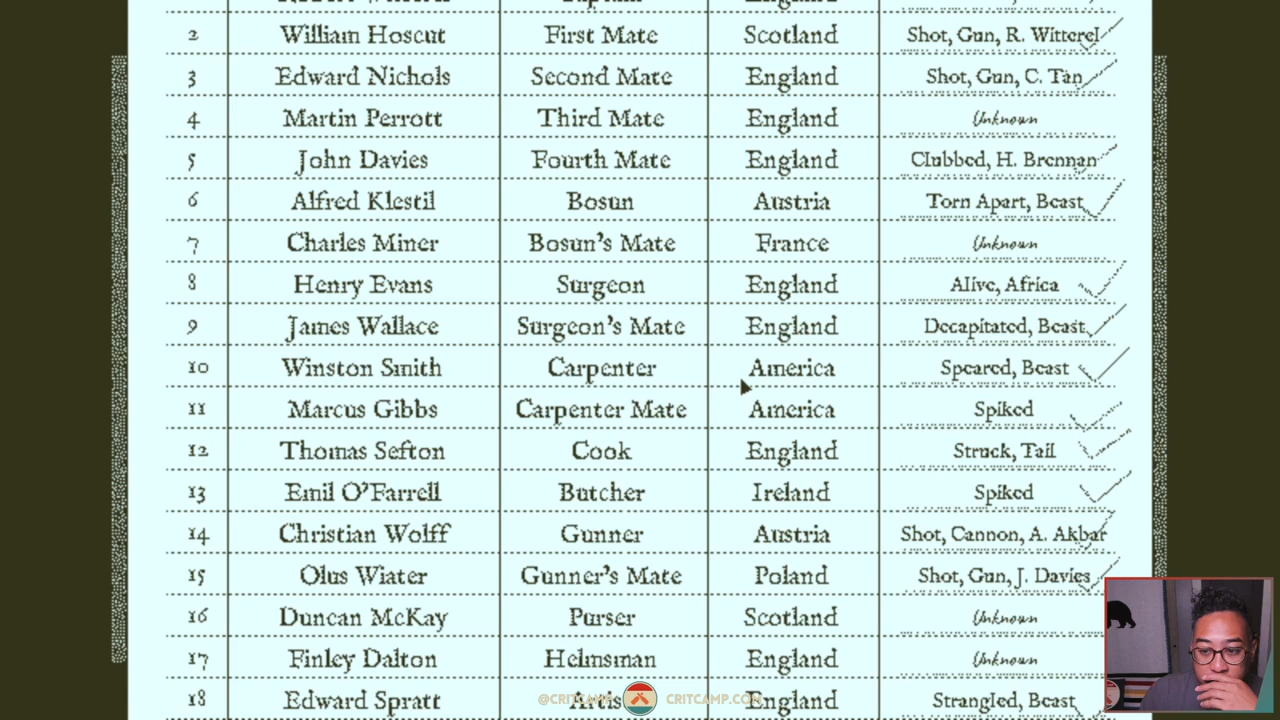 2 William Hoscut First Mate Scotland Shot, Gun, R. Witterel
3 Edward Nichols Second Mate England Shot, Gun, C. Tan
4 Martin Perrott Third Mate England Unknown
5 John Davies Fourth Mate England Clubbed, H. Brennan
6 Alfred Klestil Bosun Austria Torn Apart, Beast
7 Charles Miner Bosun's Mate France Unknown
8 Henry Evans Surgeon England Alive, Africa
9 James Wallace Surgeon's Mate England Decapitated, Beast
10 Winston Smith Carpenter America Speared, Beast
11 Marcus Gibbs Carpenter Mate America Spiked
12 Thomas Sefton Cook England Struck, Tail
13 Emil O'Farrell Butcher Ireland Spiked
14 Christian Wolff Gunner Austria Shot, Cannon, A. Akbar
15 Olus Wiater Gunner's Mate Poland Shot, Gun, J. Davies
16 Duncan McKay Purser Scotland Unknown
17 Finley Dalton Helmsman England Unknown
18 Edward Spratt England Strangled, Beast
@CRITCAMP CRITCAMP.COM